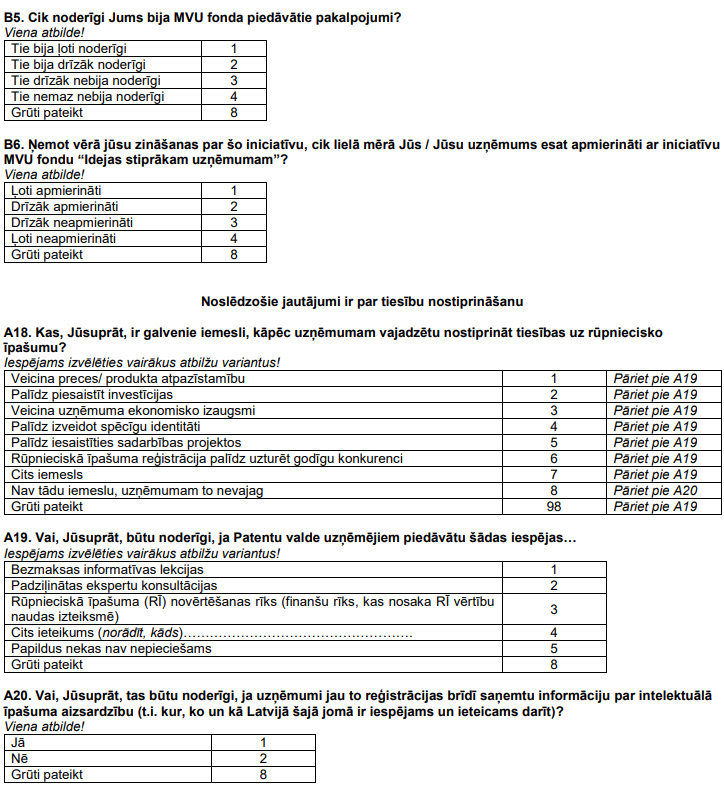 B5. Cik noderīgi Jums bija MVU fonda piedāvātie pakalpojumi?
Viena atbilde!
Tie bija ļoti noderīgi 1
Tie bija drīzāk noderīgi 2
Tie drīzāk nebija noderīgi 3
Tie nemaz nebija noderīgi 4
Grūti pateikt 8
B6. Ņemot vērā jūsu zināšanas par šo iniciatīvu, cik lielā mērā Jūs / Jūsu uzņēmums esat apmierināti ar iniciatīvu
MVU fondu “Idejas stiprākam uzņēmumam”?
Viena atbilde!
Ļoti apmierināti 1
Drīzāk apmierināti 2
Drīzāk neapmierināti 3
Ļoti neapmierināti 4
Grūti pateikt 8
Noslēdzošie jautājumi ir par tiesību nostiprināšanu
A18. Kas, Jūsuprāt, ir galvenie iemesli, kāpēc uzņēmumam vajadzētu nostiprināt tiesības uz rūpniecisko
īpašumu?
Iespējams izvēlēties vairākus atbilžu variantus!
Veicina preces/ produkta atpazīstamību 1 Pāriet pie A19
Palīdz piesaistīt investīcijas 2 Pāriet pie A19
Veicina uzņēmuma ekonomisko izaugsmi 3 Pāriet pie A19
Palīdz izveidot spēcīgu identitāti 4 Pāriet pie A19
Palīdz iesaistīties sadarbības projektos 5 Pāriet pie A19
Rūpnieciskā īpašuma reģistrācija palīdz uzturēt godīgu konkurenci 6 Pāriet pie A19
Cits iemesls 7 Pāriet pie A19
Nav tādu iemeslu, uzņēmumam to nevajag 8 Pāriet pie A20
Grūti pateikt 98 Pāriet pie A19
A19. Vai, Jūsuprāt, būtu noderīgi, ja Patentu valde uzņēmējiem piedāvātu šādas iespējas…
Iespējams izvēlēties vairākus atbilžu variantus!
Bezmaksas informatīvas lekcijas 1
Padziļinātas ekspertu konsultācijas 2
Rūpnieciskā īpašuma (RĪ) novērtēšanas rīks (finanšu rīks, kas nosaka RĪ vērtību
naudas izteiksmē) 3
Cits ieteikums (norādīt, kāds)……………………………………………. 4
Papildus nekas nav nepieciešams 5
Grūti pateikt 8
A20. Vai, Jūsuprāt, tas būtu noderīgi, ja uzņēmumi jau to reģistrācijas brīdī saņemtu informāciju par intelektuālā
īpašuma aizsardzību (t.i. kur, ko un kā Latvijā šajā jomā ir iespējams un ieteicams darīt)?
Viena atbilde!
Jā 1
Nē 2
Grūti pateikt 8